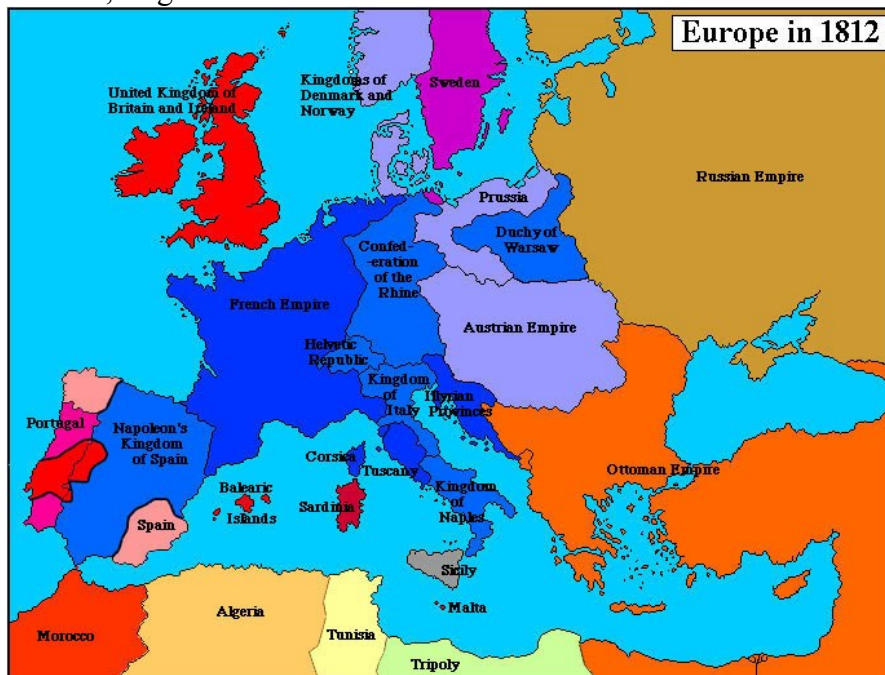 Europe in 1812
United Kingdom of
Britain and Ireland
Kingdoms of
Denmark and
Norway
Sweden
Russian Empire
Prussia
Duchy of
Warsaw
Confed-
-eration
of the
Rhine
French Empire
Austrian Empire
Helvetic
Republic
Kingdom
of
Italy
Illyrian
Provinces
Portugal
Napoleon's
Kingdom
of Spain
Corsica
Tuscany
Ottoman Empire
Balearic
Islands
Sardinia
Kingdom
of
Naples
Spain
Sicily
Malta
Morocco
Algeria
Tunisia
Tripoly